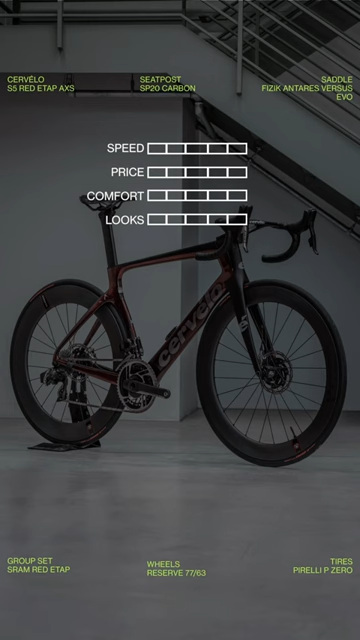 CERVÉLO
S5 RED ETAP AXS
SEATPOST
SP20 CARBON
SADDLE
FIZIK ANTARES VERSUS
EVO
SPEED
PRICE
COMFORT
LOOKS
cervélo
GROUP SET
SRAM RED ETAP
WHEELS
RESERVE 77/63
TIRES
PIRELLI P ZERO